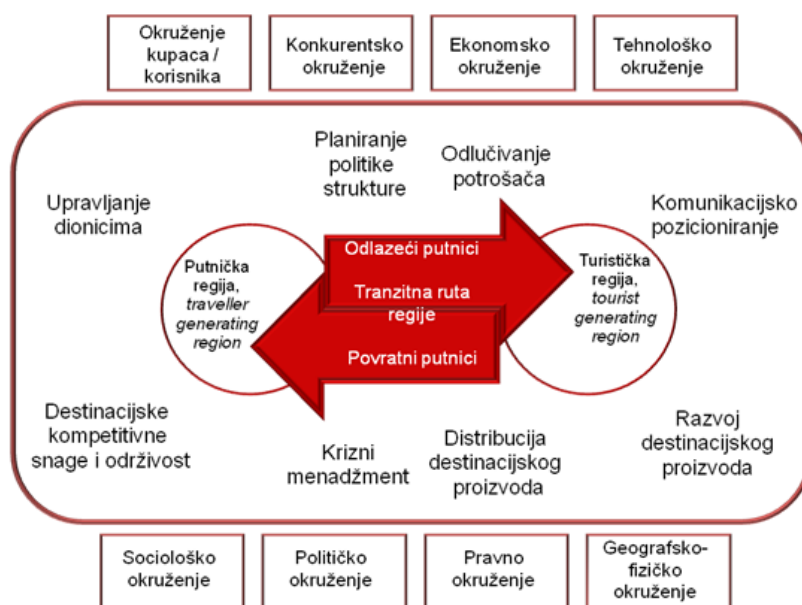 Okruženje
kupaca /
korisnika
Konkurentsko
okruženje
Ekonomsko
okruženje
Tehnološko
okruženje
Planiranje
politike
strukture
Odlučivanje
potrošača
Upravljanje
dionicima
Komunikacijsko
pozicioniranje
Putnička
regija,
traveller
generating
region
Odlazeći putnici
Tranzitna ruta
regije
Povratni putnici
Turistička
regija,
tourist
generating
region
Destinacijske
kompetitivne
snage i održivost
Krizni
menadžment
Distribucija
destinacijskog
proizvoda
Razvoj
destinacijskog
proizvoda
Sociološko
okruženje
Političko
okruženje
Pravno
okruženje
Geografsko-
fizičko
okruženje